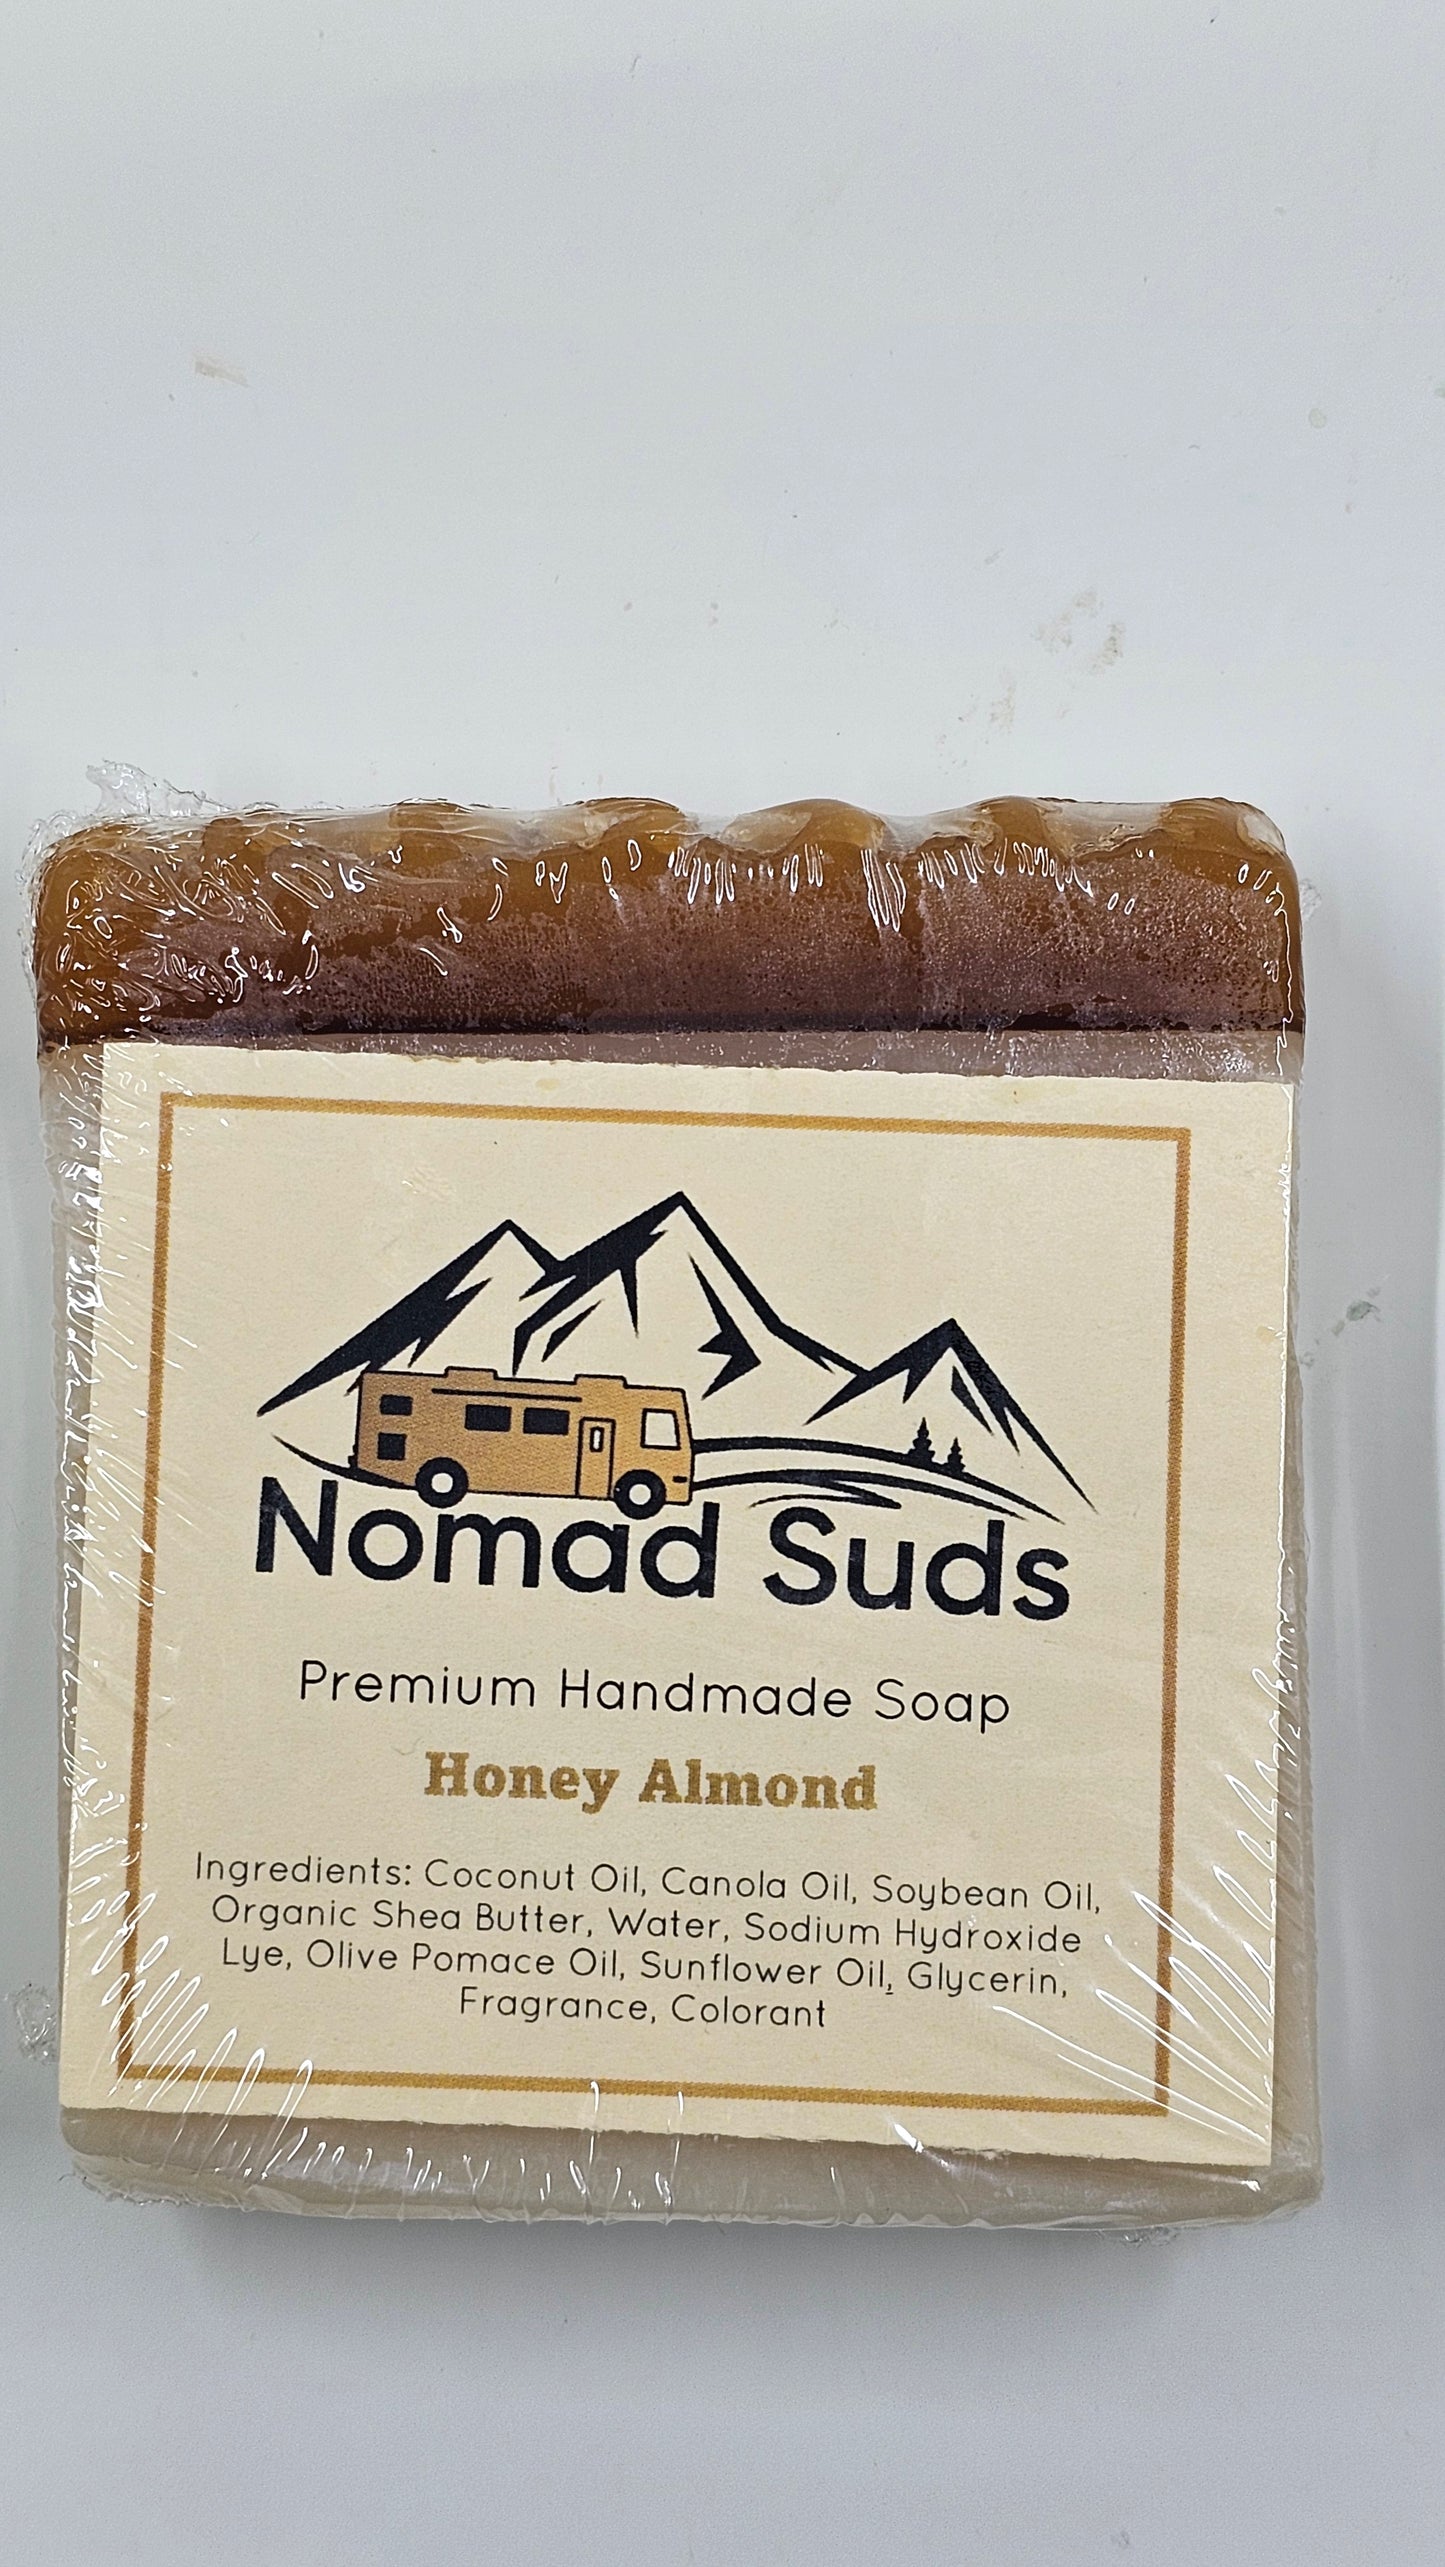 Nomad Suds
Premium Handmade Soap
Honey Almond
Ingredients: Coconut Oil, Canola Oil, Soybean Oil,
Organic Shea Butter, Water, Sodium Hydroxide
Lye, Olive Pomace Oil, Sunflower Oil, Glycerin,
Fragrance, Colorant